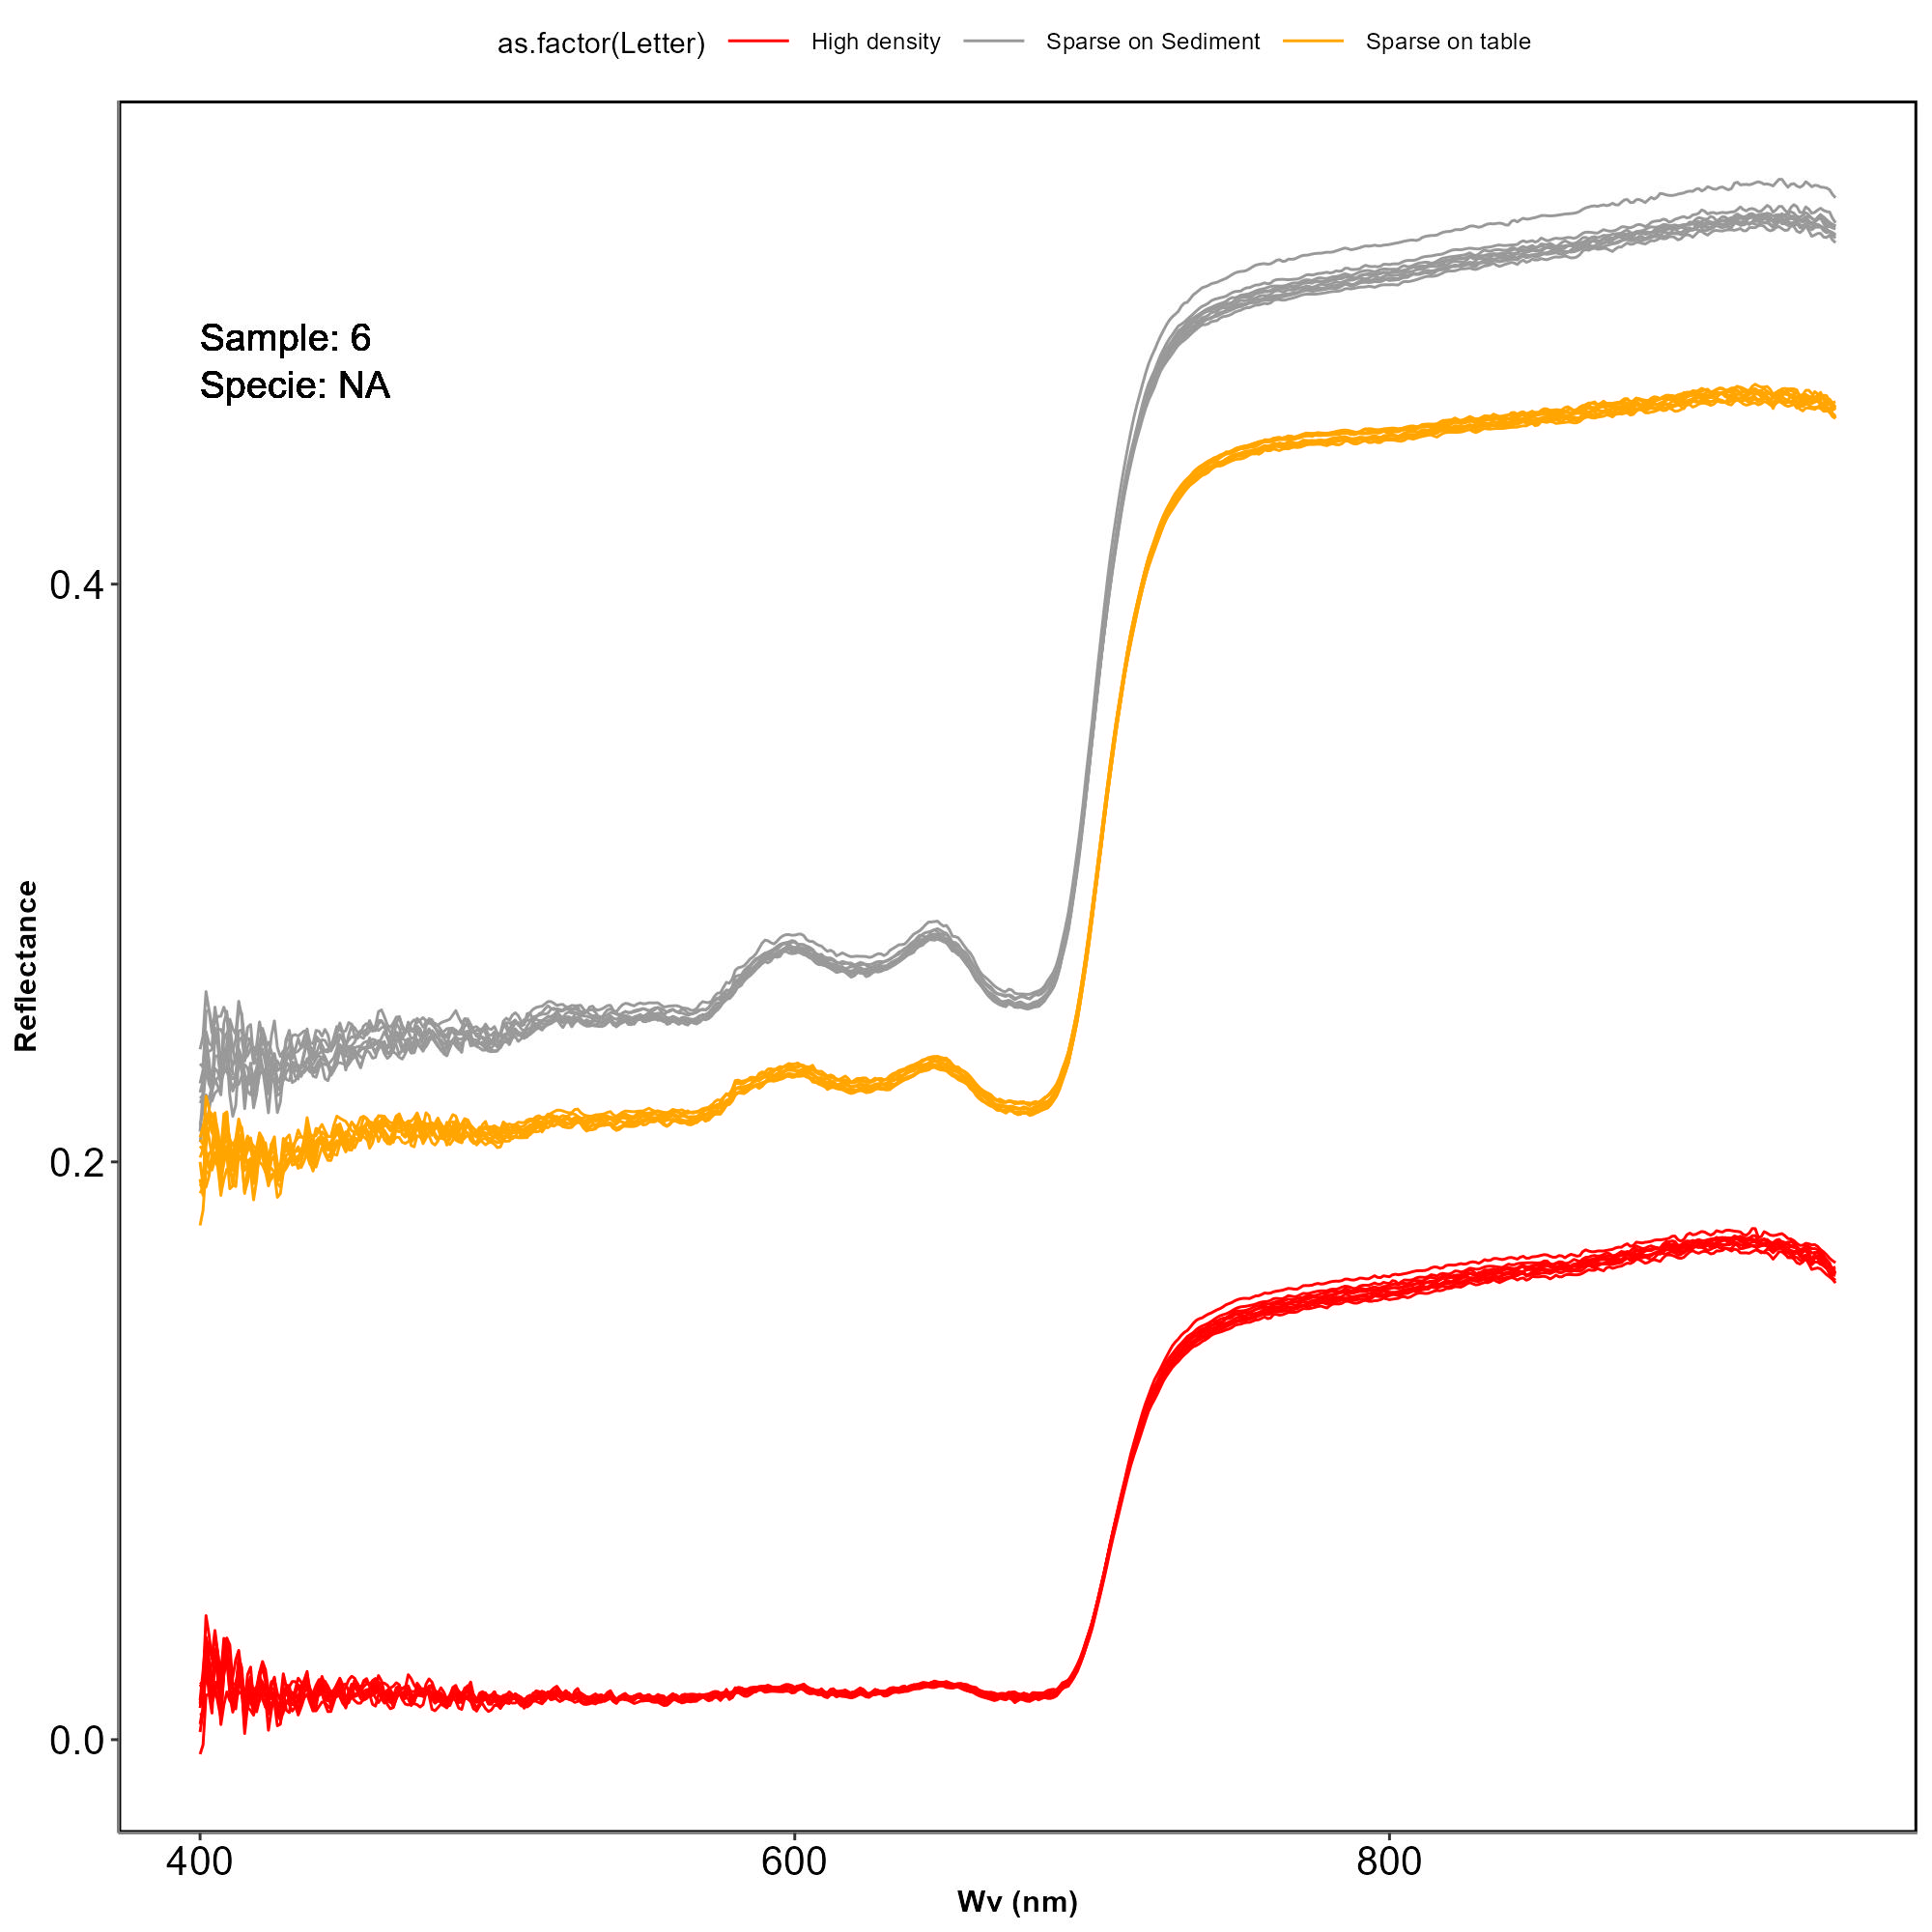 as.factor(Letter) High density Sparse on Sediment Sparse on table
Sample: 6
Specie: NA
0.4
0.2
0.0
Reflectance
400 600 800
Wv (nm)